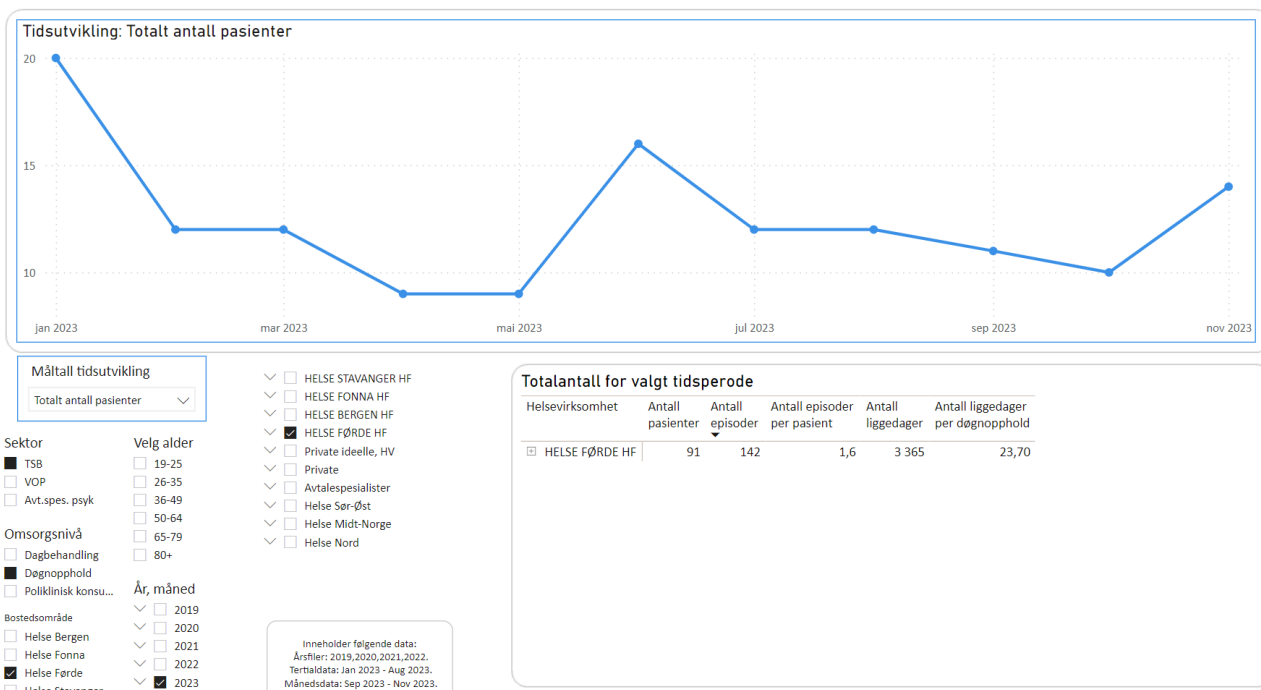 Tidsutvikling: Totalt antall pasienter
20
15
10
jan 2023 mar 2023 mai 2023 jul 2023 sep 2023 nov 2023
Måltall tidsutvikling
Totalt antall pasienter
Sektor
TSB
VOP
Avt.spes. psyk
Omsorgsnivå
Dagbehandling
Døgnopphold
Poliklinisk konsu...
Bostedsområde
Helse Bergen
Helse Fonna
Helse Førde
Helse Stavanger
Velg alder
19-25
26-35
36-49
50-64
65-79
80+
År, måned
2019
2020
2021
2022
2023
HELSE STAVANGER HF
HELSE FONNA HF
HELSE BERGEN HF
HELSE FØRDE HF
Private ideelle, HV
Private
Avtalespesialister
Helse Sør-Øst
Helse Midt-Norge
Helse Nord
Inneholder følgende data:
Årsfiler: 2019,2020,2021,2022.
Tertialdata: Jan 2023 - Aug 2023.
Månedsdata: Sep 2023 - Nov 2023.
Totalantall for valgt tidsperode
Helsevirksomhet Antall pasienter Antall episoder Antall episoder per pasient Antall liggedager Antall liggedager per døgnopphold
HELSE FØRDE HF 91 142 1,6 3 365 23,70